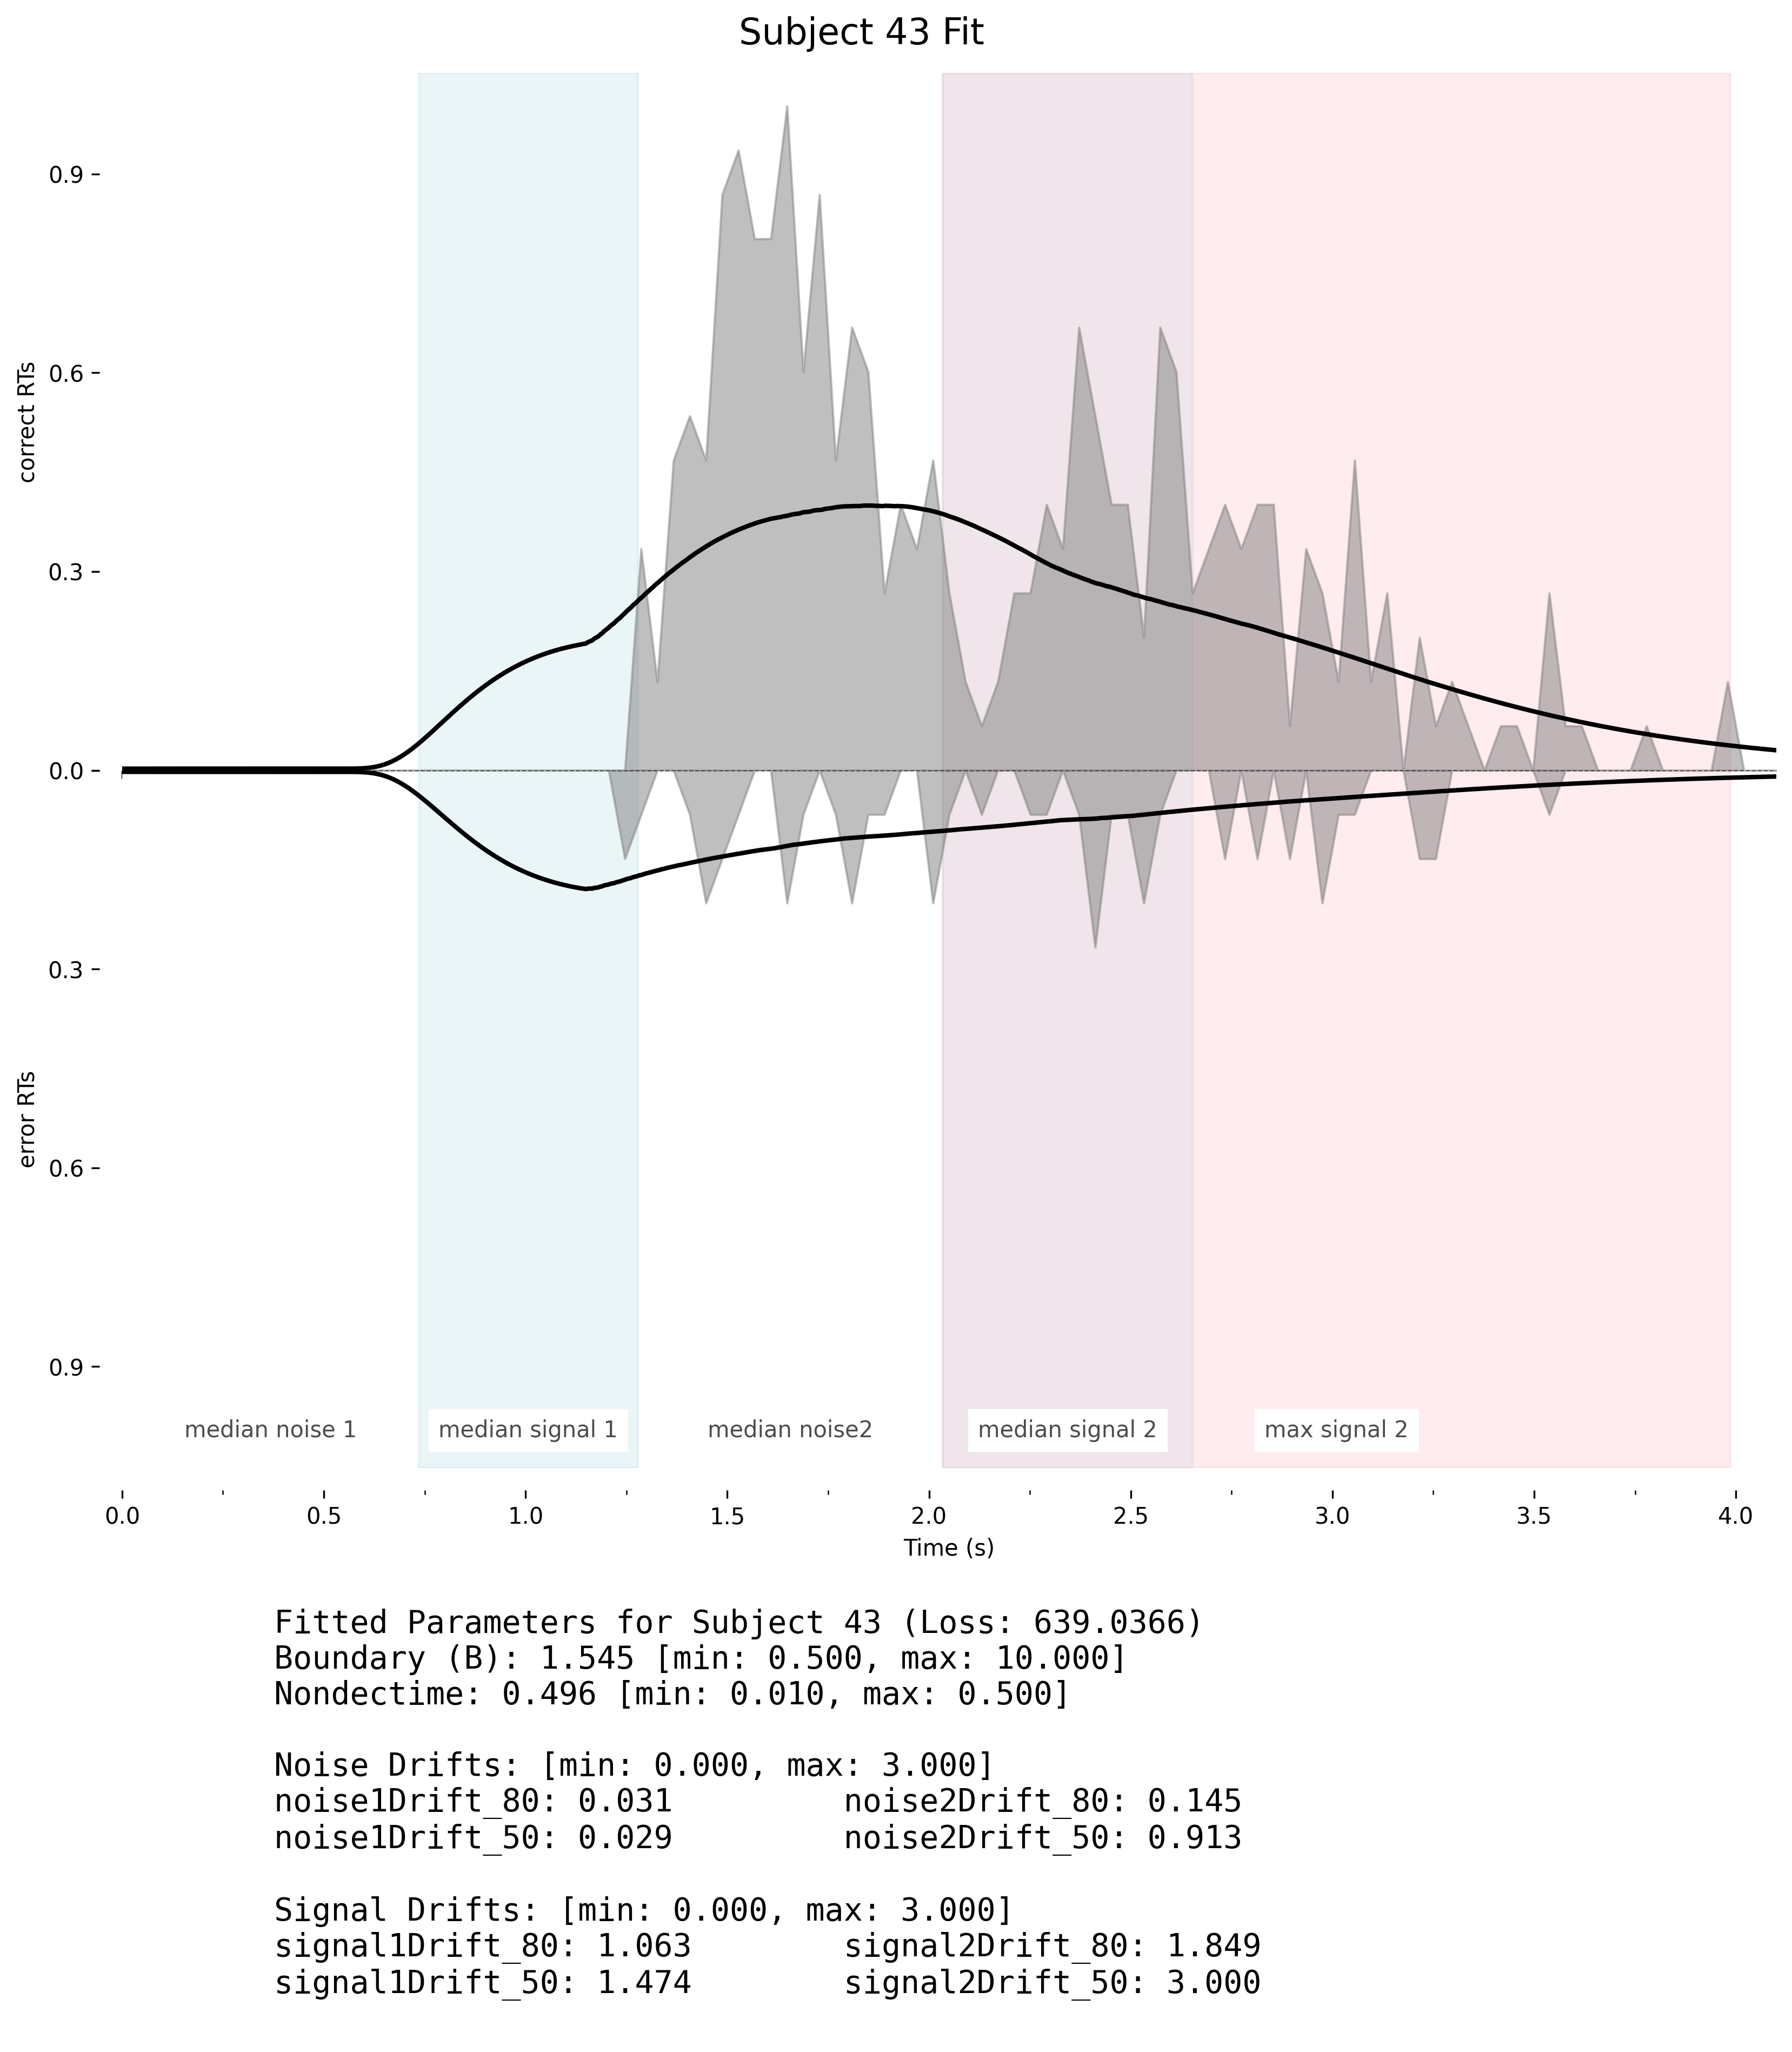 Subject 43 Fit
correct RTs
error RTs
0.9
0.6
0.3
0.0
0.3
0.6
0.9
median noise 1
median signal 1
median noise2
median signal 2
max signal 2
0.0
0.5
1.0
1.5
2.0
2.5
3.0
3.5
4.0
Time (s)
Fitted Parameters for Subject 43 (Loss: 639.0366)
Boundary (B): 1.545 [min: 0.500, max: 10.000]
Nondectime: 0.496 [min: 0.010, max: 0.500]
Noise Drifts: [min: 0.000, max: 3.000]
noise1Drift_80: 0.031 noise2Drift_80: 0.145
noise1Drift_50: 0.029 noise2Drift_50: 0.913
Signal Drifts: [min: 0.000, max: 3.000]
signal1Drift_80: 1.063 signal2Drift_80: 1.849
signal1Drift_50: 1.474 signal2Drift_50: 3.000